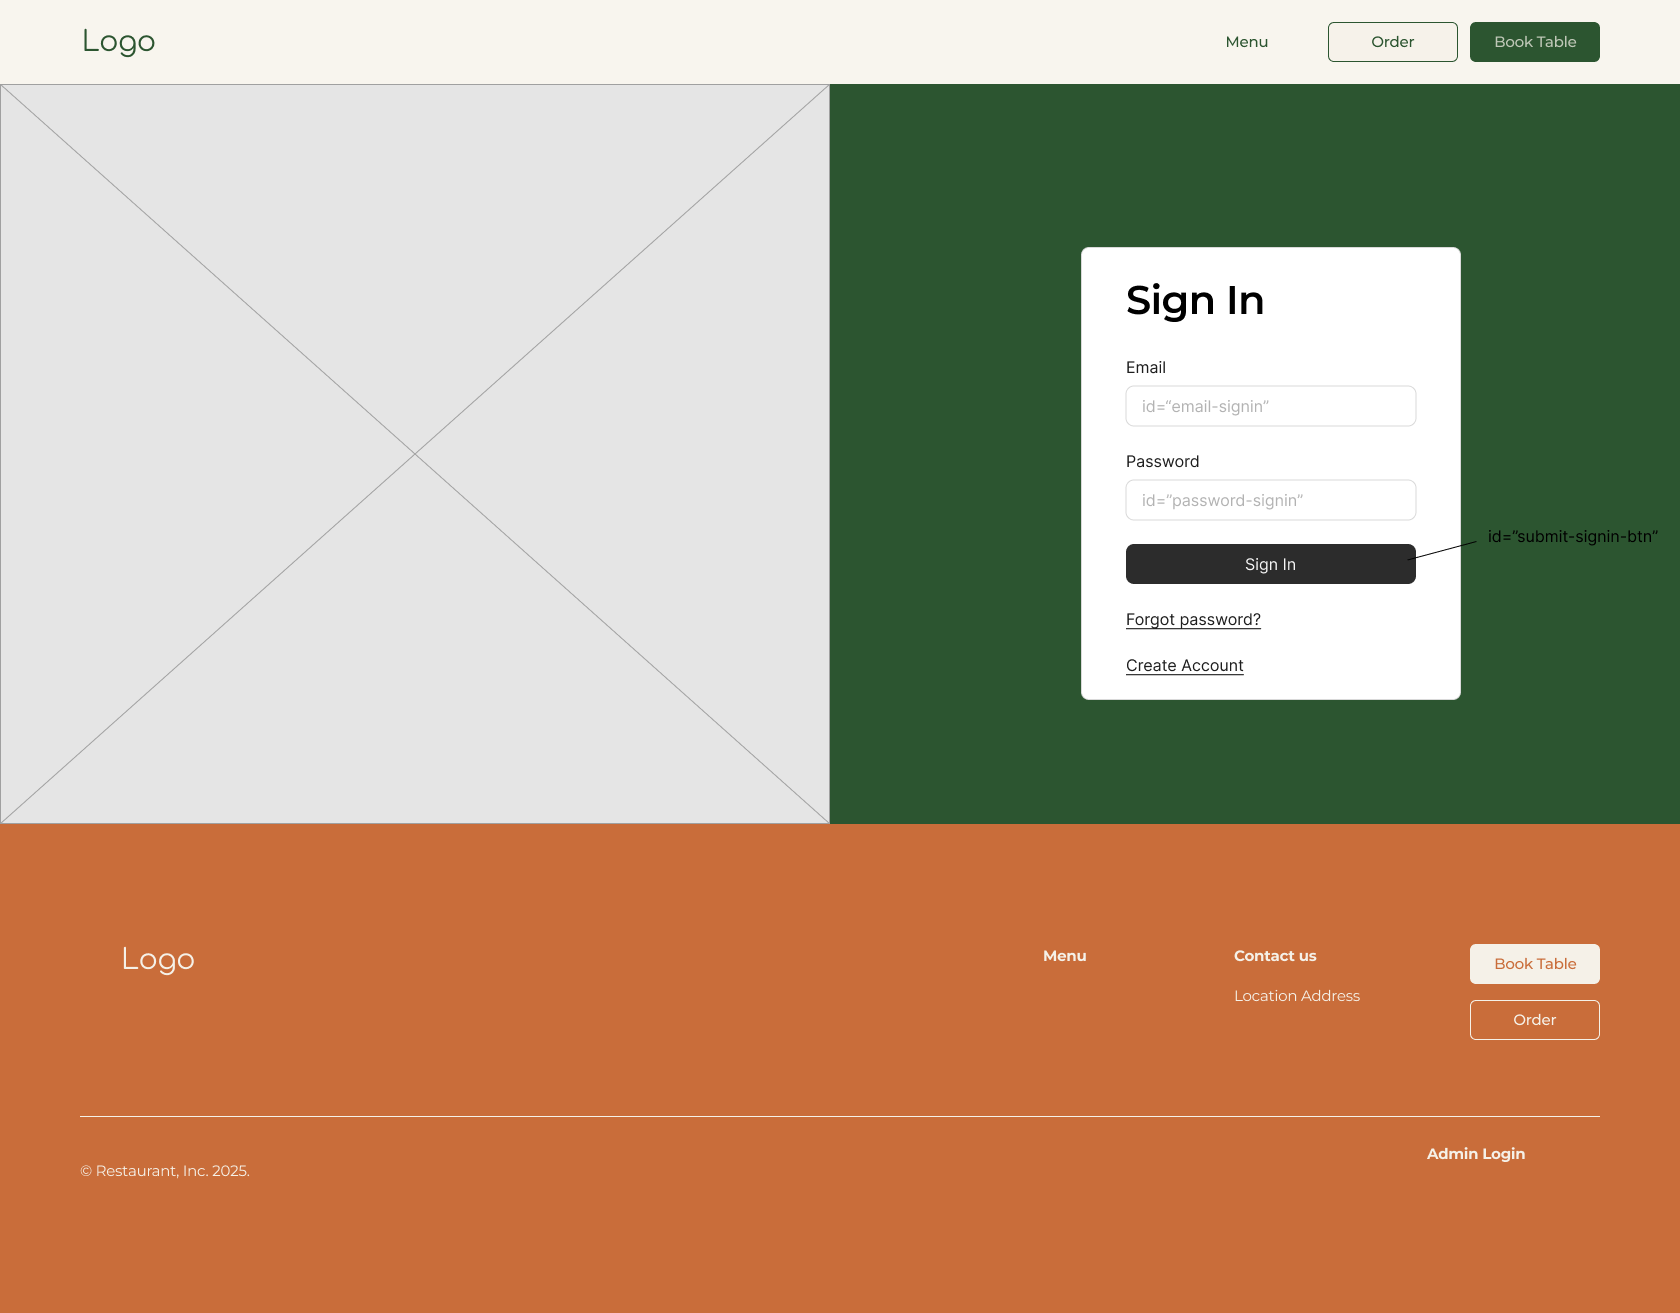 Logo
Menu
Order
Book Table
Sign In
Email
id=“email-signin”
Password
id=“password-signin”
id=”submit-signin-btn”
Sign In
Forgot password?
Create Account
Logo
Menu
Contact us
Location Address
Book Table
Order
© Restaurant, Inc. 2025.
Admin Login